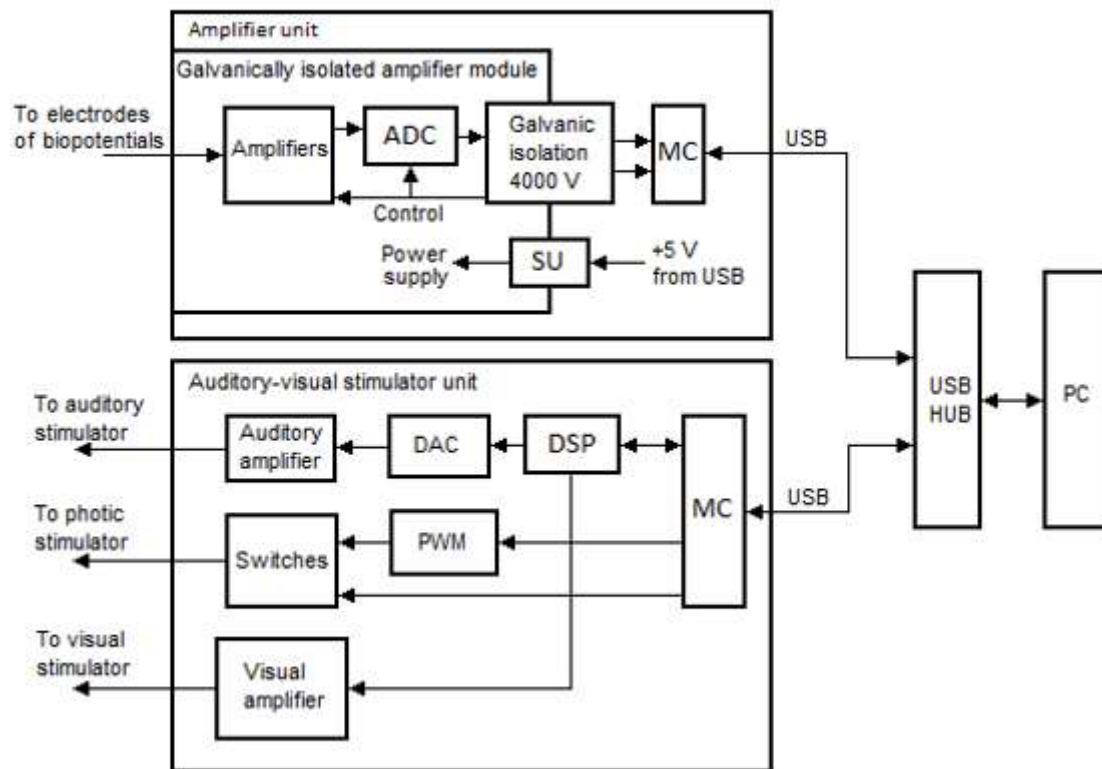 Amplifier unit
Galvanically isolated amplifier module
To electrodes
of biopotentials
Amplifiers
ADC
Galvanic
isolation
4000 V
MC
USB
Control
Power
supply
SU
+5 V
from USB
USB
HUB
PC
Auditory-visual stimulator unit
To auditory
stimulator
Auditory
amplifier
DAC
DSP
MC
USB
To photic
stimulator
Switches
PWM
To visual
stimulator
Visual
amplifier